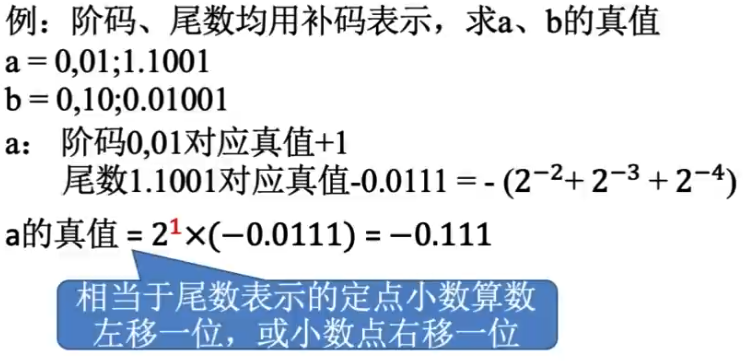 例：阶码、尾数均用补码表示，求a、b的真值
a = 0,01;1.1001
b = 0,10;0.01001
a： 阶码0,01对应真值+1
尾数1.1001对应真值-0.0111 = - (2⁻²+ 2⁻³ + 2⁻⁴)
a的真值 = 2¹×(−0.0111) = −0.111
相当于尾数表示的定点小数算数
左移一位，或小数点右移一位